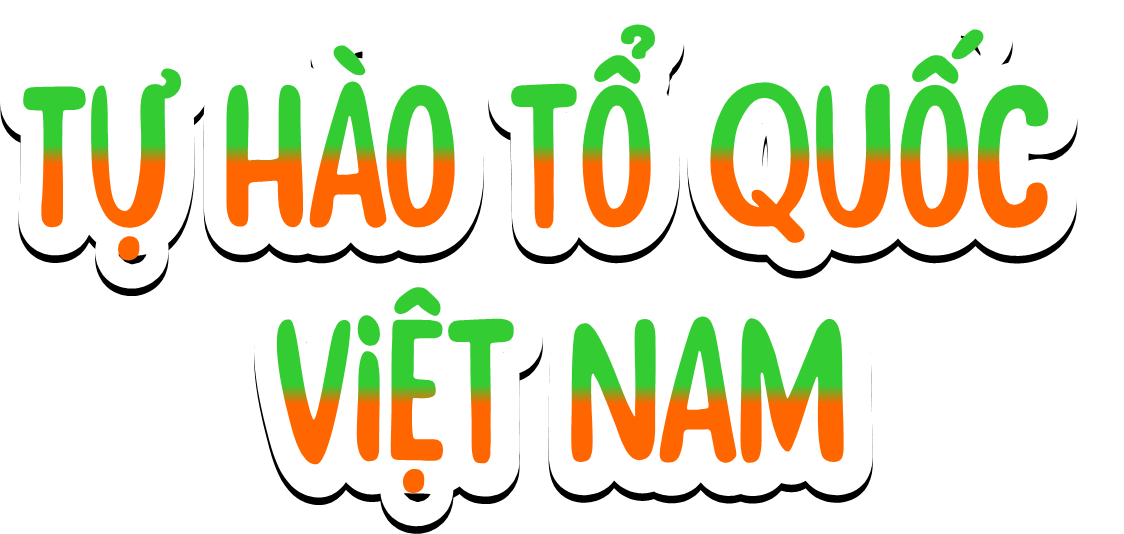 TỰ HÀO TỔ QUỐC
VIỆT NAM